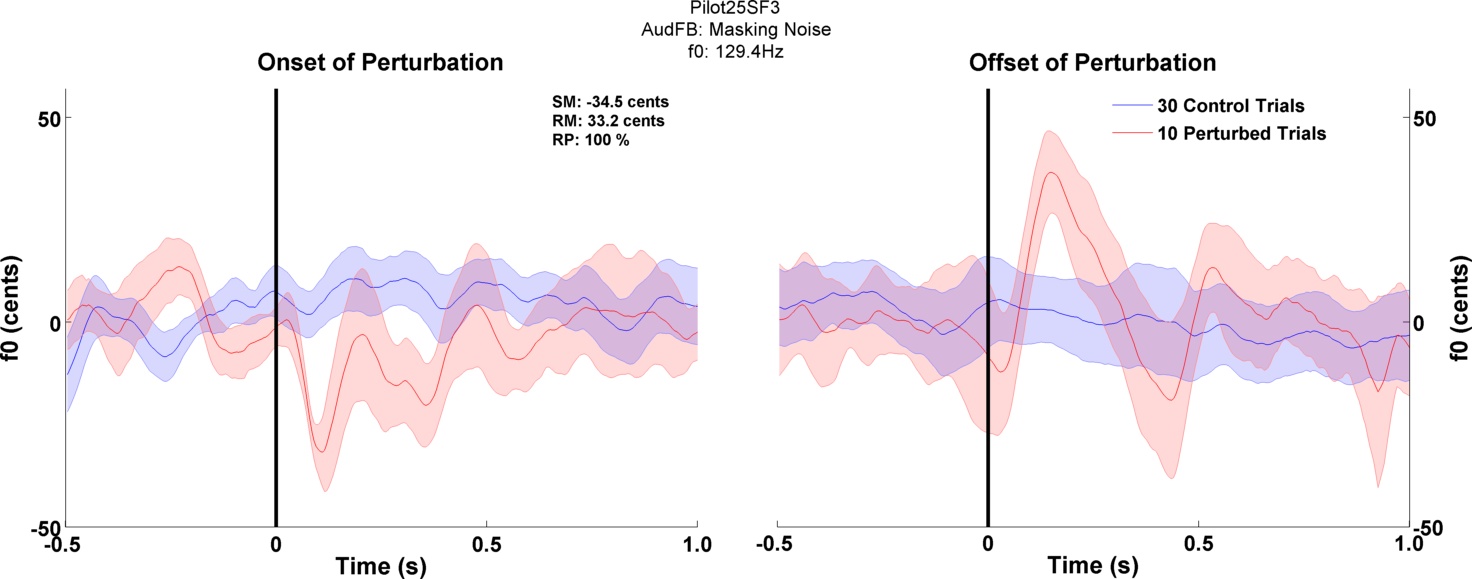 Pilot25SF3
AudFB: Masking Noise
f0: 129.4Hz
Onset of Perturbation
SM: -34.5 cents
RM: 33.2 cents
RP: 100 %
50
0
-50
f0 (cents)
-0.5
0
0.5
1.0
Time (s)
Offset of Perturbation
30 Control Trials
10 Perturbed Trials
50
0
-50
f0 (cents)
-0.5
0
0.5
1.0
Time (s)